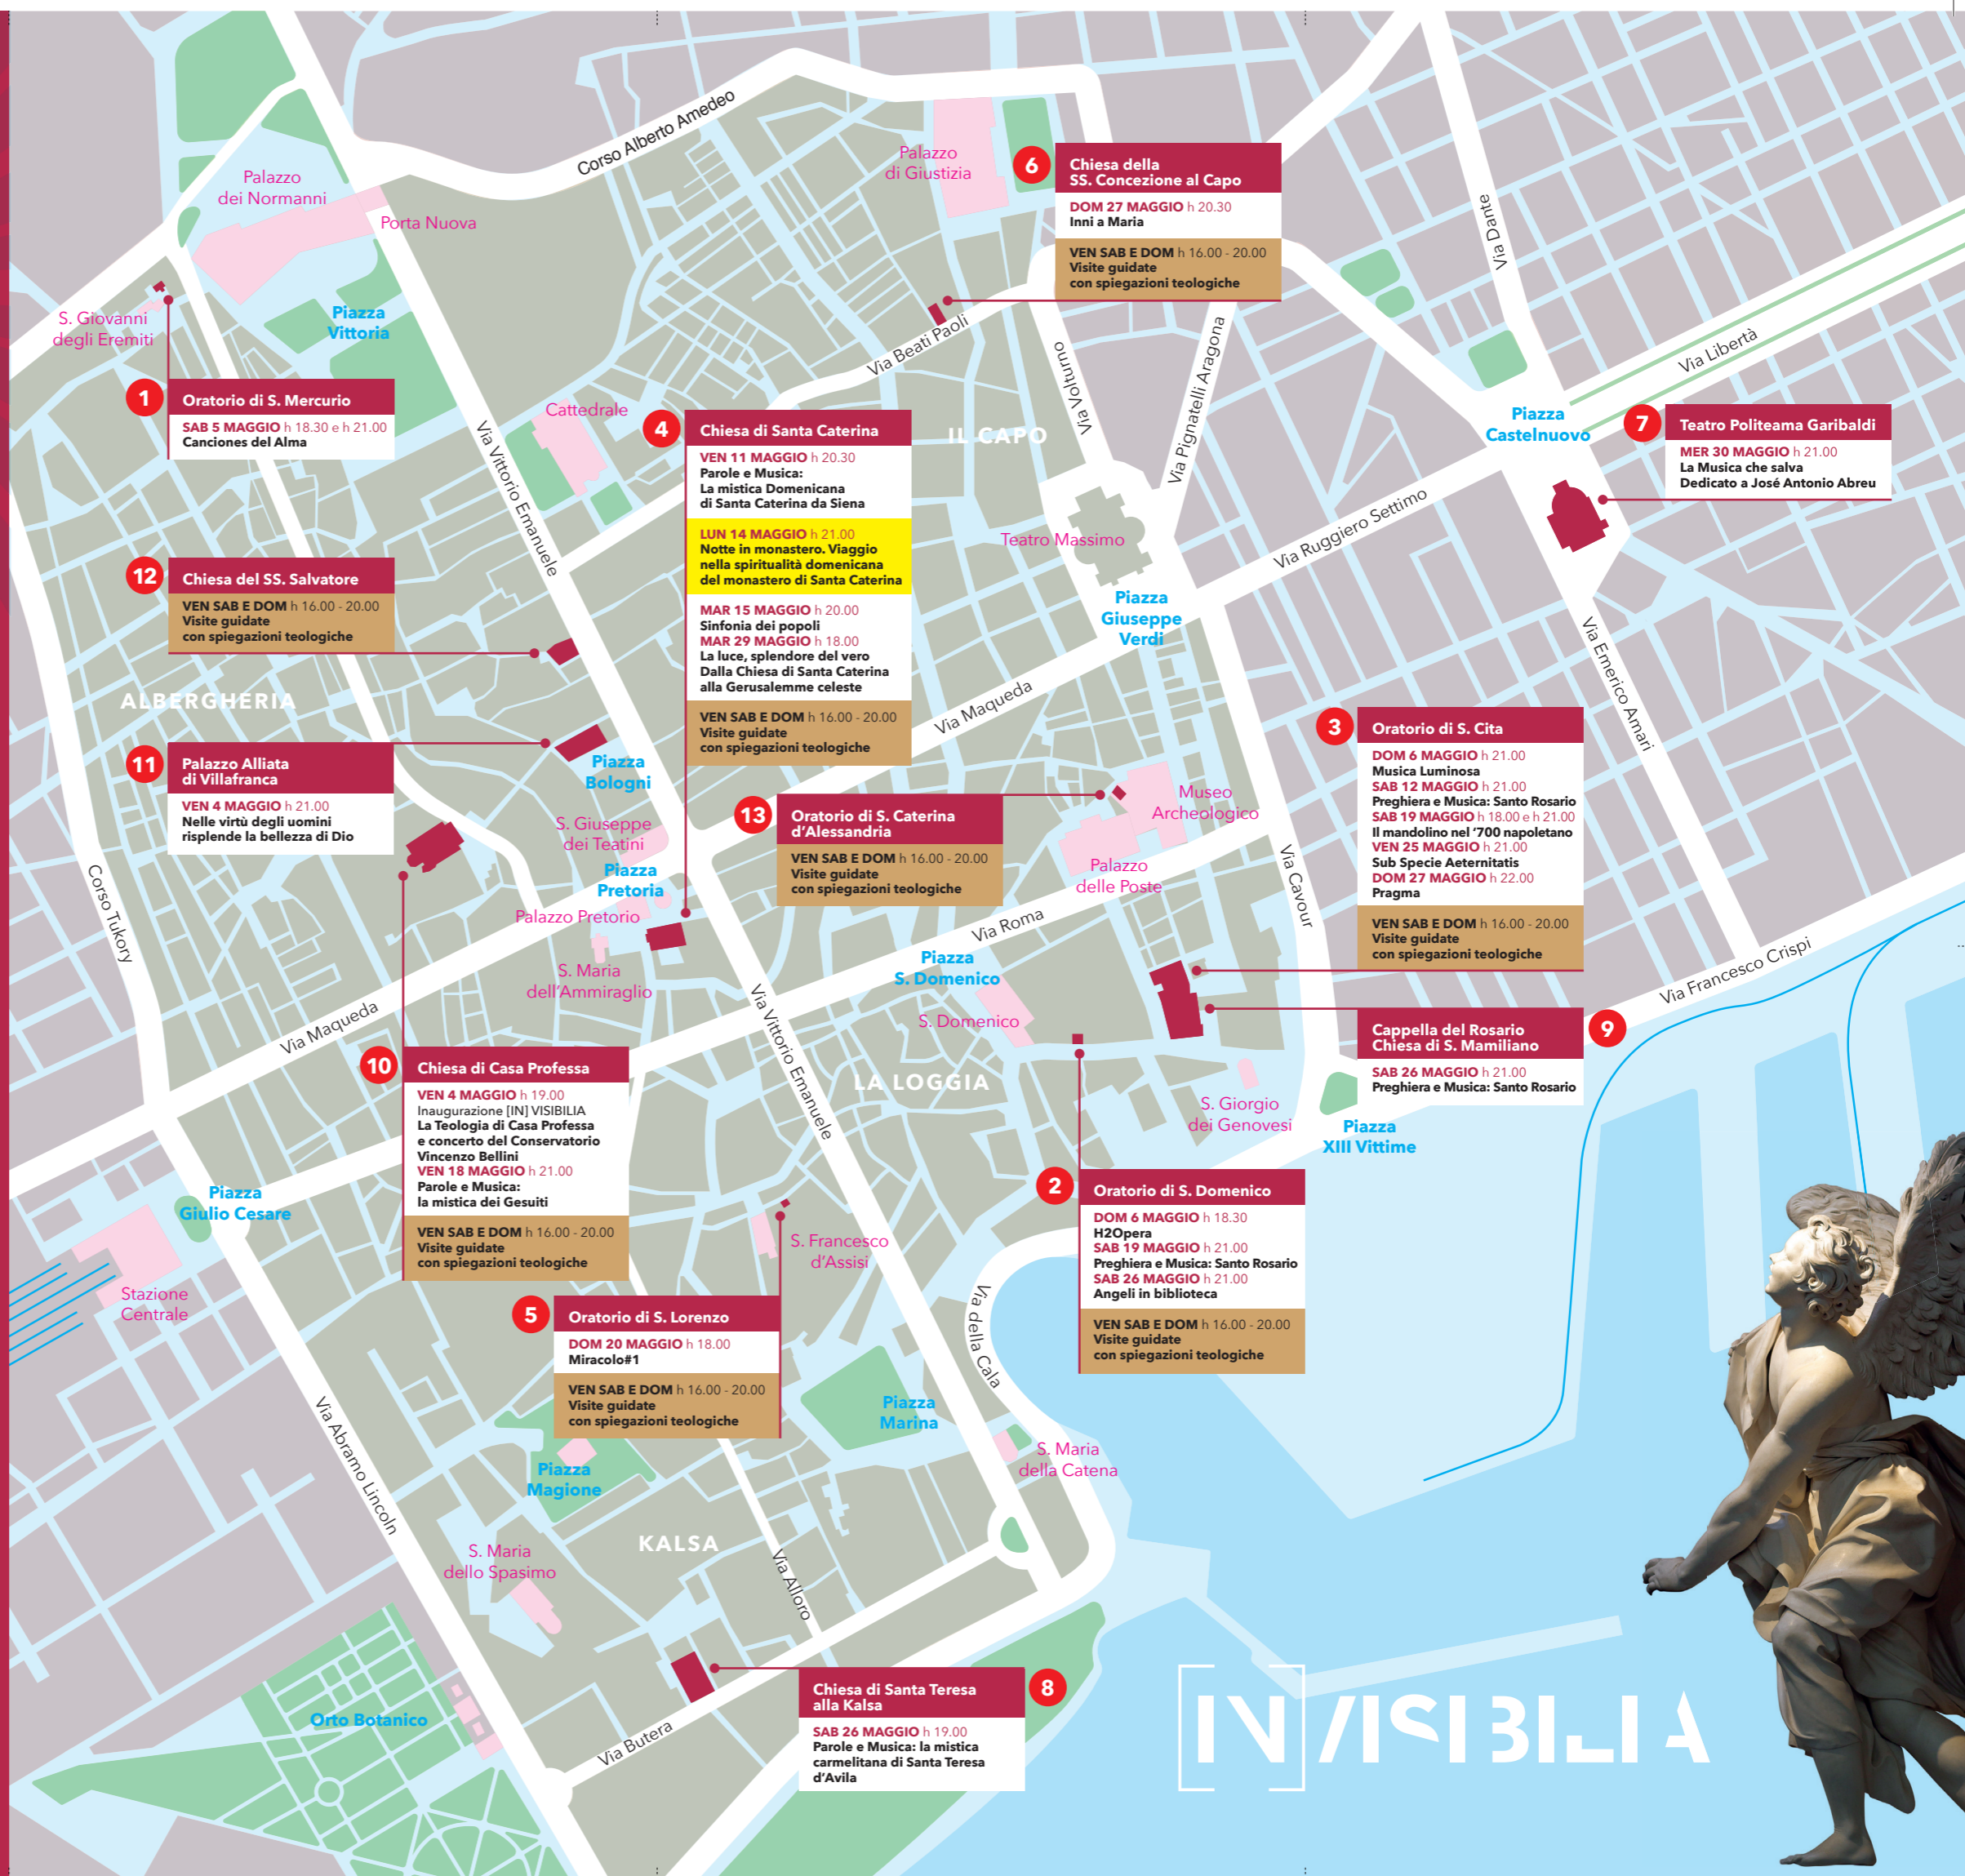 Corso Alberto Amedeo
Palazzo
dei Normanni
Porta Nuova
Palazzo
di Giustizia
6
Chiesa della
SS. Concezione al Capo
DOM 27 MAGGIO h 20.30
Inni a Maria
VEN SAB E DOM h 16.00 - 20.00
Visite guidate
con spiegazioni teologiche
Via Dante
S. Giovanni
degli Eremiti
Piazza
Vittoria
Via Beati Paoli
Via Volturno
Via Pignatelli Aragona
Via Libertà
1
Oratorio di S. Mercurio
SAB 5 MAGGIO h 18.30 e h 21.00
Canciones del Alma
Via Vittorio Emanuele
Cattedrale
4
Chiesa di Santa Caterina
VEN 11 MAGGIO h 20.30
Parole e Musica:
La mistica Domenicana
di Santa Caterina da Siena
LUN 14 MAGGIO h 21.00
Notte in monastero. Viaggio
nella spiritualità domenicana
del monastero di Santa Caterina
MAR 15 MAGGIO h 20.00
Sinfonia dei popoli
MAR 29 MAGGIO h 18.00
La luce, splendore del vero
Dalla Chiesa di Santa Caterina
alla Gerusalemme celeste
VEN SAB E DOM h 16.00 - 20.00
Visite guidate
con spiegazioni teologiche
IL CAPO
Piazza
Castelnuovo
7
Teatro Politeama Garibaldi
MER 30 MAGGIO h 21.00
La Musica che salva
Dedicato a José Antonio Abreu
Teatro Massimo
Via Ruggiero Settimo
Piazza
Giuseppe
Verdi
Via Emerico Amari
12
Chiesa del SS. Salvatore
VEN SAB E DOM h 16.00 - 20.00
Visite guidate
con spiegazioni teologiche
ALBERGHERIA
Via Maqueda
11
Palazzo Alliata
di Villafranca
VEN 4 MAGGIO h 21.00
Nelle virtù degli uomini
risplende la bellezza di Dio
Piazza
Bologni
3
Oratorio di S. Cita
DOM 6 MAGGIO h 21.00
Musica Luminosa
SAB 12 MAGGIO h 21.00
Preghiera e Musica: Santo Rosario
SAB 19 MAGGIO h 18.00 e h 21.00
Il mandolino nel ‘700 napoletano
VEN 25 MAGGIO h 21.00
Sub Specie Aeternitatis
DOM 27 MAGGIO h 22.00
Pragma
VEN SAB E DOM h 16.00 - 20.00
Visite guidate
con spiegazioni teologiche
13
Oratorio di S. Caterina
d’Alessandria
VEN SAB E DOM h 16.00 - 20.00
Visite guidate
con spiegazioni teologiche
Museo
Archeologico
S. Giuseppe
dei Teatini
Piazza
Pretoria
Palazzo
delle Poste
Via Cavour
Corso Tukory
Palazzo Pretorio
Via Roma
S. Maria
dell’Ammiraglio
Piazza
S. Domenico
Via Francesco Crispi
Via Maqueda
Via Vittorio Emanuele
S. Domenico
Cappella del Rosario
Chiesa di S. Mamiliano
9
SAB 26 MAGGIO h 21.00
Preghiera e Musica: Santo Rosario
10
Chiesa di Casa Professa
VEN 4 MAGGIO h 19.00
Inaugurazione [IN] VISIBILIA
La Teologia di Casa Professa
e concerto del Conservatorio
Vincenzo Bellini
VEN 18 MAGGIO h 21.00
Parole e Musica:
la mistica dei Gesuiti
VEN SAB E DOM h 16.00 - 20.00
Visite guidate
con spiegazioni teologiche
LA LOGGIA
S. Giorgio
dei Genovesi
Piazza
XIII Vittime
2
Oratorio di S. Domenico
DOM 6 MAGGIO h 18.30
H2Opera
SAB 19 MAGGIO h 21.00
Preghiera e Musica: Santo Rosario
SAB 26 MAGGIO h 21.00
Angeli in biblioteca
VEN SAB E DOM h 16.00 - 20.00
Visite guidate
con spiegazioni teologiche
Piazza
Giulio Cesare
S. Francesco
d’Assisi
Stazione
Centrale
Via della Cala
5
Oratorio di S. Lorenzo
DOM 20 MAGGIO h 18.00
Miracolo#1
VEN SAB E DOM h 16.00 - 20.00
Visite guidate
con spiegazioni teologiche
Piazza
Marina
Via Abramo Lincoln
S. Maria
della Catena
Piazza
Magione
KALSA
S. Maria
dello Spasimo
Via Alloro
Orto Botanico
Via Butera
Chiesa di Santa Teresa
alla Kalsa
8
SAB 26 MAGGIO h 19.00
Parole e Musica: la mistica
carmelitana di Santa Teresa
d’Avila
[IN]VISIBILIA